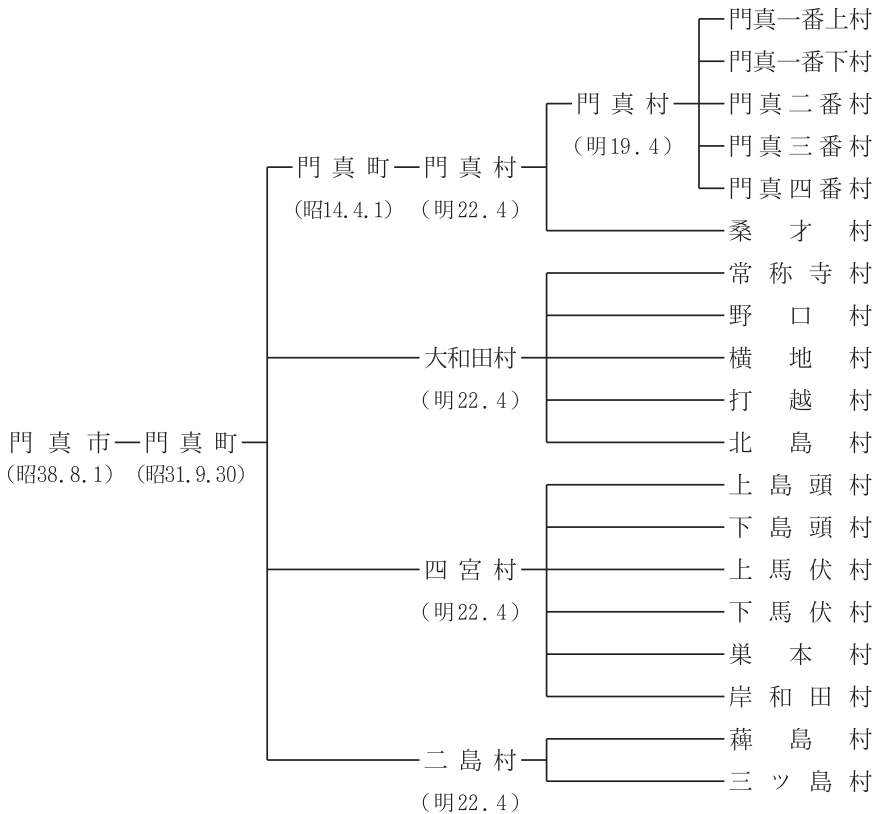 門真一番上村
門真一番下村
門真村
門真二番村
(明19.4)
門真三番村
門真町
門真村
門真四番村
(昭14.4.1)
(明22.4)
桑才村
常称寺村
野口村
大和田村
横地村
(明22.4)
打越村
門真市
門真町
北島村
(昭38.8.1)
(昭31.9.30)
上島頭村
下島頭村
四宮村
上馬伏村
(明22.4)
下馬伏村
巣本村
岸和田村
薭島村
二島村
三ッ島村
(明22.4)